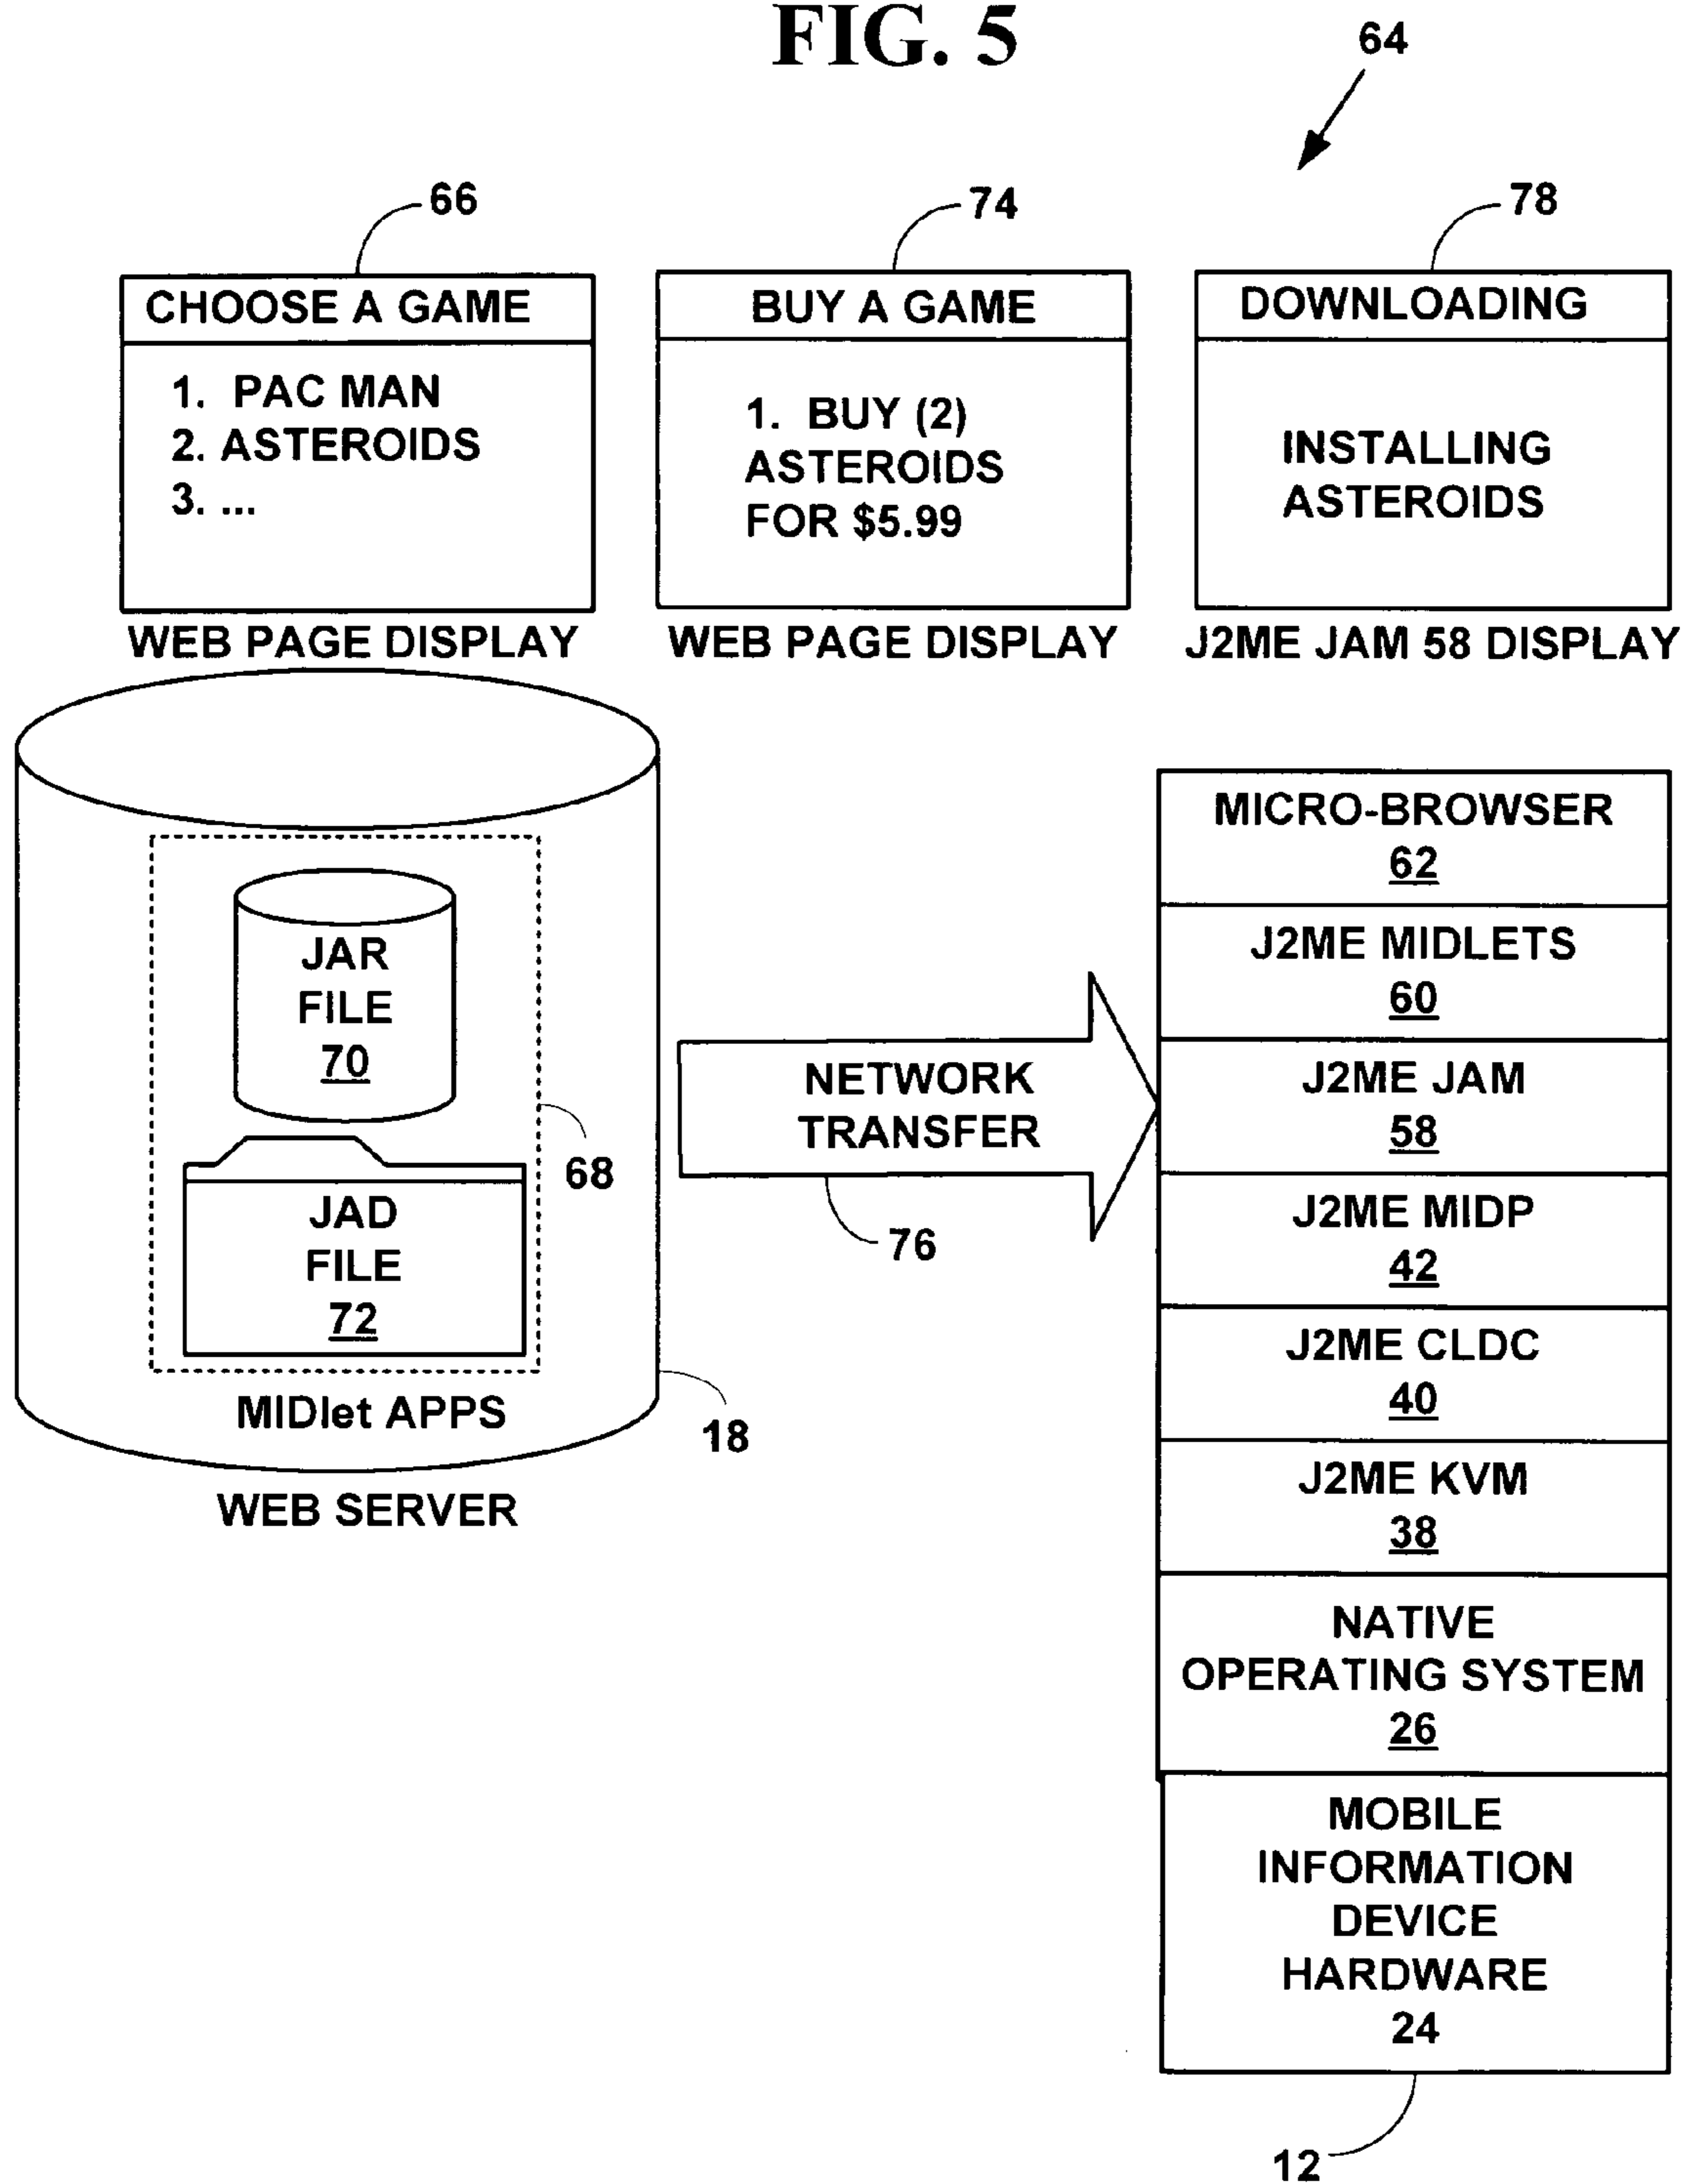 FIG. 5
64
66
74
78
CHOOSE A GAME
1. PAC MAN
2. ASTEROIDS
3. ...
WEB PAGE DISPLAY
BUY A GAME
1. BUY (2)
ASTEROIDS
FOR $5.99
WEB PAGE DISPLAY
DOWNLOADING
INSTALLING
ASTEROIDS
J2ME JAM 58 DISPLAY
JAR
FILE
70
JAD
FILE
72
68
MIDlet APPS
18
WEB SERVER
NETWORK
TRANSFER
76
MICRO-BROWSER
62
J2ME MIDLETS
60
J2ME JAM
58
J2ME MIDP
42
J2ME CLDC
40
J2ME KVM
38
NATIVE
OPERATING SYSTEM
26
MOBILE
INFORMATION
DEVICE
HARDWARE
24
12